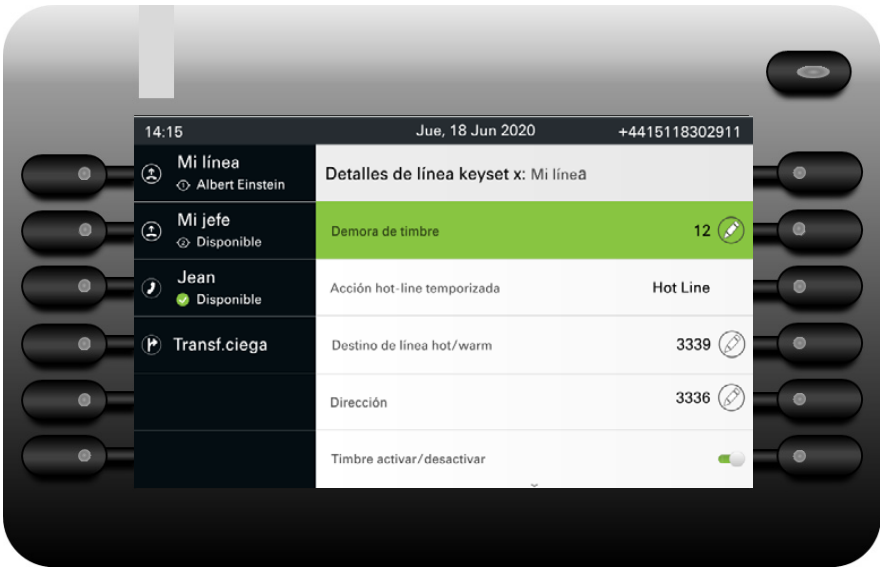 14:15 Jue, 18 Jun 2020 +4415118302911
Mi línea
1 Albert Einstein
Mi jefe
2 Disponible
Jean
Disponible
Transf.ciega
Detalles de línea keyset x: Mi línea
Demora de timbre 12
Acción hot-line temporizada Hot Line
Destino de línea hot/warm 3339
Dirección 3336
Timbre activar/desactivar